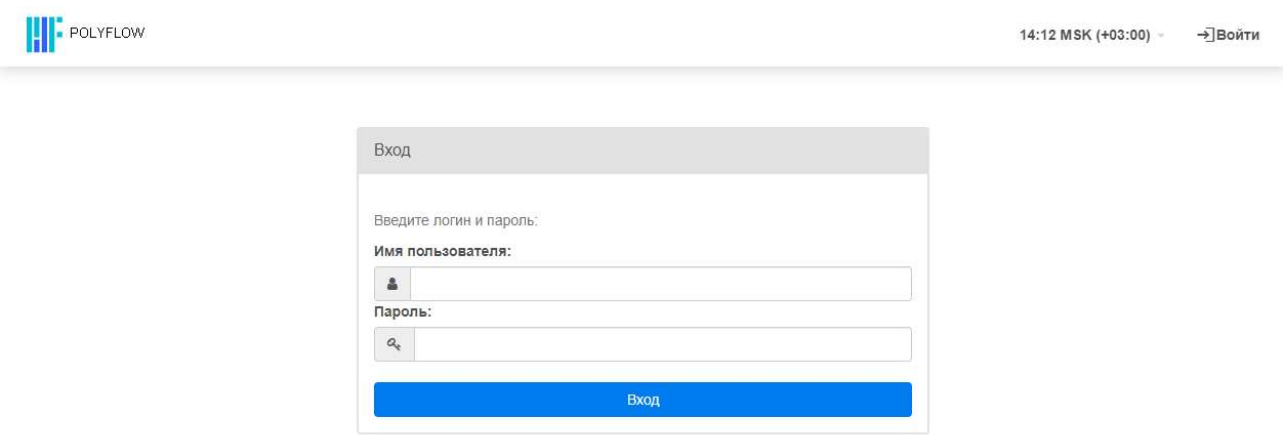 POLYFLOW
14:12 MSK (+03:00)
Войти
Вход
Введите логин и пароль:
Имя пользователя:
Пароль:
Вход